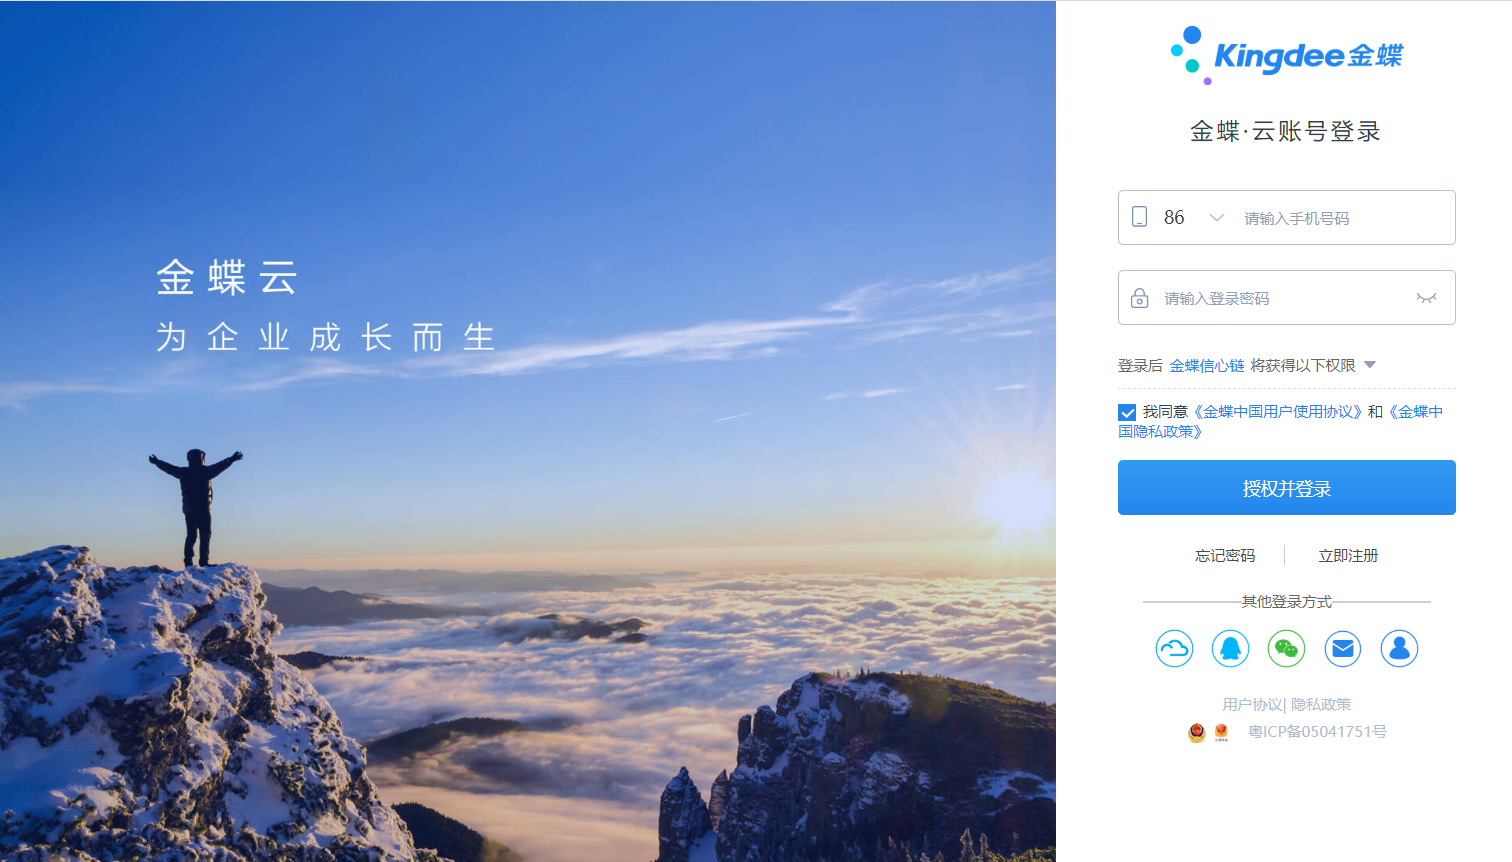 金蝶云
为企业成长而生
Kingdee金蝶
金蝶·云账号登录
86 请输入手机号码
请输入登录密码
登录后 金蝶信心链 将获得以下权限
我同意《金蝶中国用户使用协议》和《金蝶中
国隐私政策》
授权并登录
忘记密码 立即注册
其他登录方式
用户协议| 隐私政策
粤ICP备05041751号